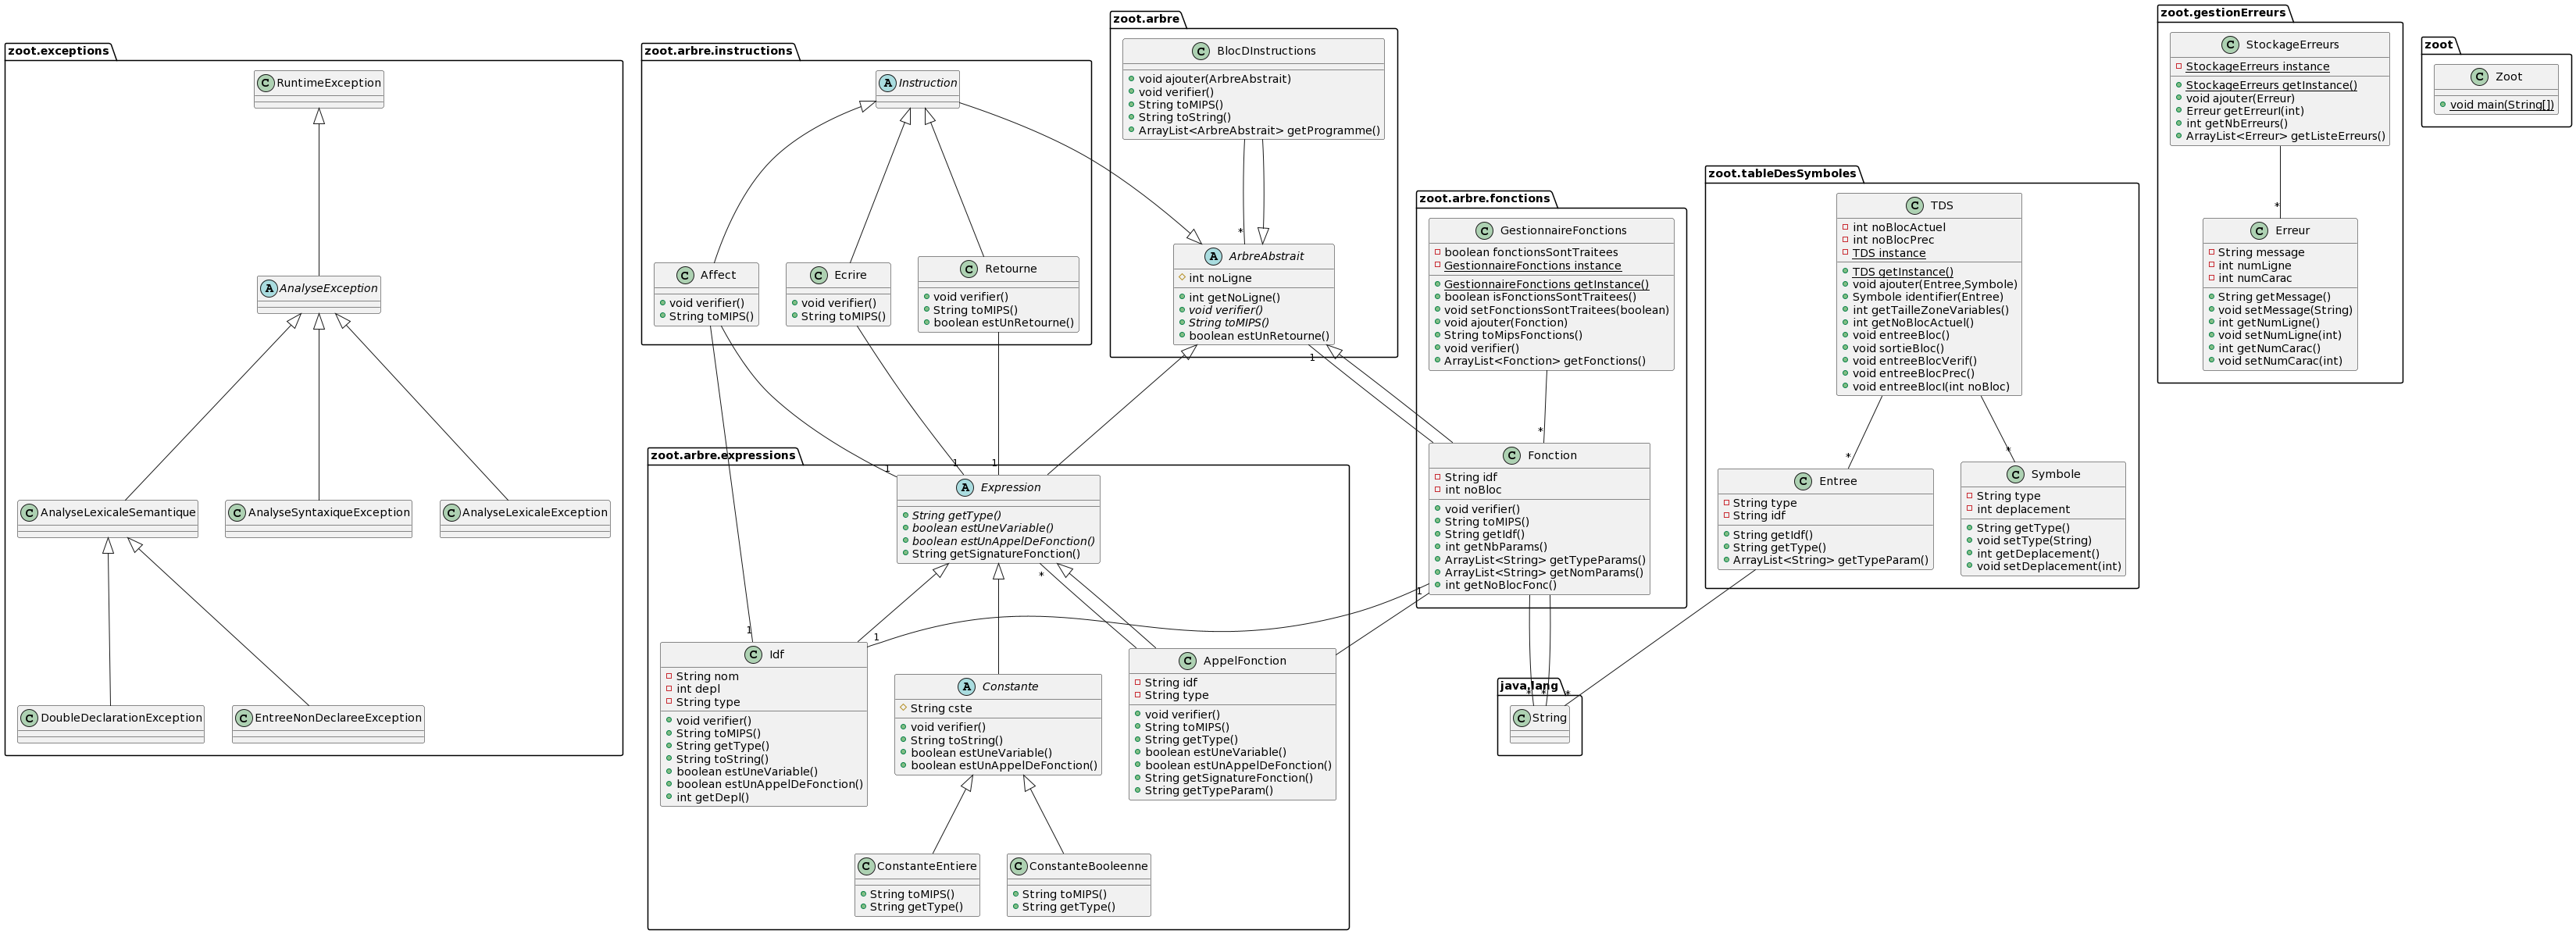 zoot.exceptions
RuntimeException
AnalyseException
AnalyseLexicaleSemantique
AnalyseSyntaxiqueException
AnalyseLexicaleException
DoubleDeclarationException
EntreeNonDeclareeException
zoot.arbre.instructions
Instruction
Affect
void verifier()
String toMIPS()
Ecrire
void verifier()
String toMIPS()
Retourne
void verifier()
String toMIPS()
boolean estUnRetourne()
zoot.arbre
BlocDInstructions
void ajouter(ArbreAbstrait)
void verifier()
String toMIPS()
String toString()
ArrayList<ArbreAbstrait> getProgramme()
*
ArbreAbstrait
int noLigne
int getNoLigne()
void verifier()
String toMIPS()
boolean estUnRetourne()
1
zoot.arbre.fonctions
GestionnaireFonctions
boolean fonctionsSontTraitees
GestionnaireFonctions instance
GestionnaireFonctions getInstance()
boolean isFonctionsSontTraitees()
void setFonctionsSontTraitees(boolean)
void ajouter(Fonction)
String toMipsFonctions()
void verifier()
ArrayList<Fonction> getFonctions()
*
Fonction
String idf
int noBloc
void verifier()
String toMIPS()
String getIdf()
int getNbParams()
ArrayList<String> getTypeParams()
ArrayList<String> getNomParams()
int getNoBlocFonc()
1
zoot.arbre.expressions
1
1
1
Expression
String getType()
boolean estUneVariable()
boolean estUnAppelDeFonction()
String getSignatureFonction()
*
1
1
Idf
String nom
int depl
String type
void verifier()
String toMIPS()
String getType()
String toString()
boolean estUneVariable()
boolean estUnAppelDeFonction()
int getDepl()
Constante
String cste
void verifier()
String toString()
boolean estUneVariable()
boolean estUnAppelDeFonction()
AppelFonction
String idf
String type
void verifier()
String toMIPS()
String getType()
boolean estUneVariable()
boolean estUnAppelDeFonction()
String getSignatureFonction()
String getTypeParam()
ConstanteEntiere
String toMIPS()
String getType()
ConstanteBooleenne
String toMIPS()
String getType()
java.lang
* * *
String
zoot.tableDesSymboles
TDS
int noBlocActuel
int noBlocPrec
TDS instance
TDS getInstance()
void ajouter(Entree,Symbole)
Symbole identifier(Entree)
int getTailleZoneVariables()
int getNoBlocActuel()
void entreeBloc()
void sortieBloc()
void entreeBlocVerif()
void entreeBlocPrec()
void entreeBlocI(int noBloc)
*
*
Entree
String type
String idf
String getIdf()
String getType()
ArrayList<String> getTypeParam()
Symbole
String type
int deplacement
String getType()
void setType(String)
int getDeplacement()
void setDeplacement(int)
zoot.gestionErreurs
StockageErreurs
StockageErreurs instance
StockageErreurs getInstance()
void ajouter(Erreur)
Erreur getErreurI(int)
int getNbErreurs()
ArrayList<Erreur> getListeErreurs()
*
Erreur
String message
int numLigne
int numCarac
String getMessage()
void setMessage(String)
int getNumLigne()
void setNumLigne(int)
int getNumCarac()
void setNumCarac(int)
zoot
Zoot
void main(String[])